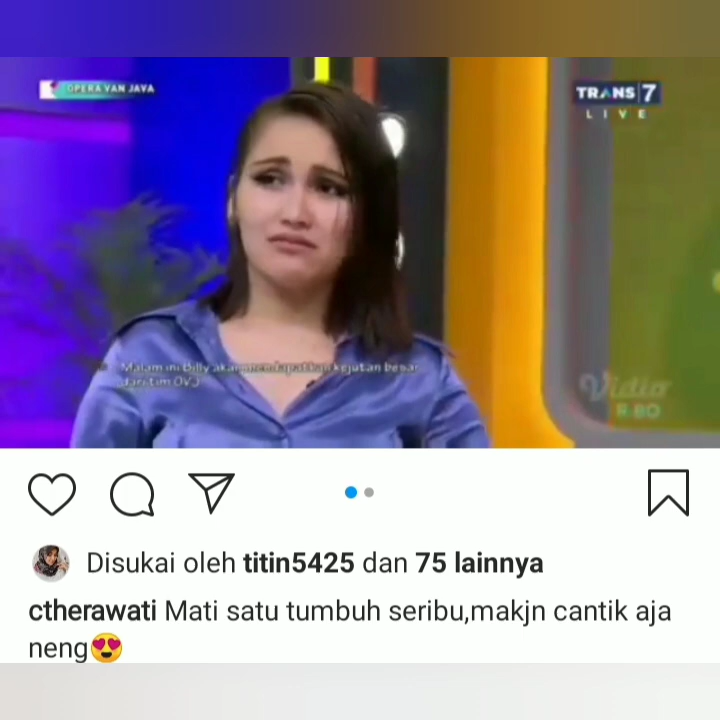 OPERA VAN JAVA
TRANS|7
LIVE
Malam ini Billy akan mendapatkan kejutan besar
dari tim OVJ
Vidio
Disukai oleh titin5425 dan 75 lainnya
ctherawati Mati satu tumbuh seribu,makjn cantik aja
neng😍